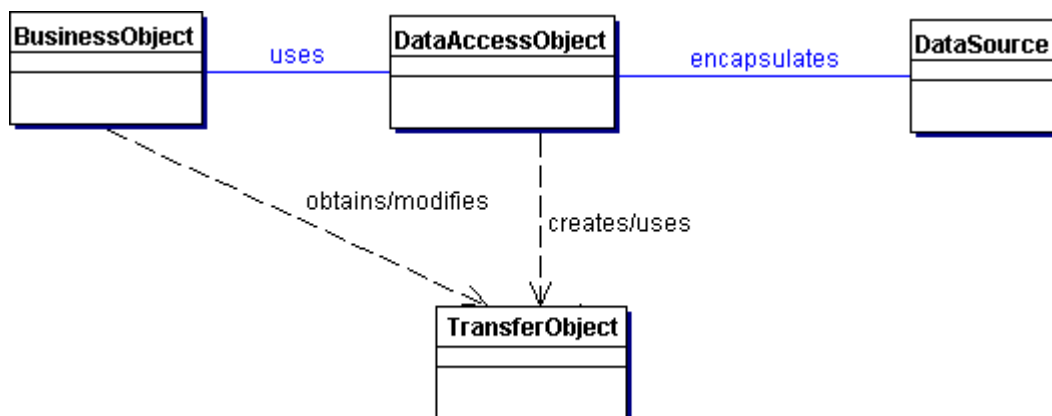 BusinessObject
uses
DataAccessObject
encapsulates
DataSource
obtains/modifies
creates/uses
TransferObject